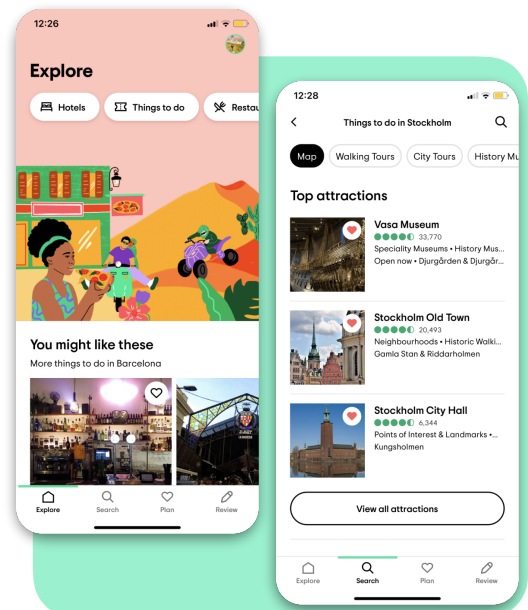 12:26
Explore
Hotels
Things to do
Restau
You might like these
More things to do in Barcelona
Explore
Search
Plan
Review
12:28
Things to do in Stockholm
Map
Walking Tours
City Tours
History Mu
Top attractions
Vasa Museum
33,770
Speciality Museums • History Mus...
Open now • Djurgården & Djurgår...
Stockholm Old Town
20,493
Neighbourhoods • Historic Walki...
Gamla Stan & Riddarholmen
Stockholm City Hall
6,344
Points of Interest & Landmarks •...
Kungsholmen
View all attractions
Explore
Search
Plan
Review